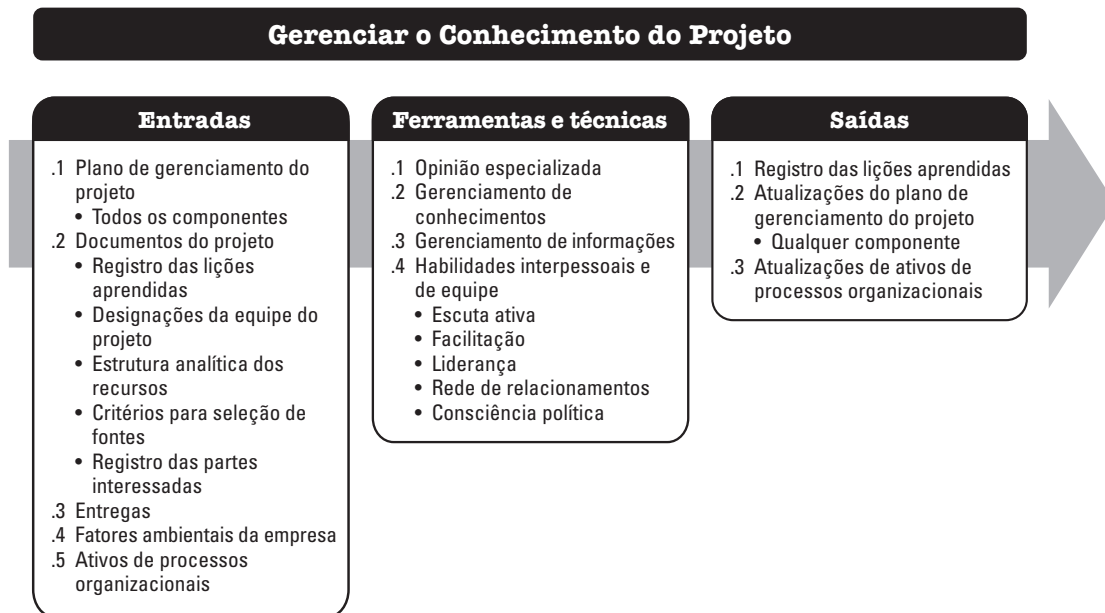 Gerenciar o Conhecimento do Projeto
Entradas
.1 Plano de gerenciamento do
projeto
• Todos os componentes
.2 Documentos do projeto
• Registro das lições
aprendidas
• Designações da equipe do
projeto
• Estrutura analítica dos
recursos
• Critérios para seleção de
fontes
• Registro das partes
interessadas
.3 Entregas
.4 Fatores ambientais da empresa
.5 Ativos de processos
organizacionais
Ferramentas e técnicas
.1 Opinião especializada
.2 Gerenciamento de
conhecimentos
.3 Gerenciamento de informações
.4 Habilidades interpessoais e
de equipe
• Escuta ativa
• Facilitação
• Liderança
• Rede de relacionamentos
• Consciência política
Saídas
.1 Registro das lições aprendidas
.2 Atualizações do plano de
gerenciamento do projeto
• Qualquer componente
.3 Atualizações de ativos de
processos organizacionais